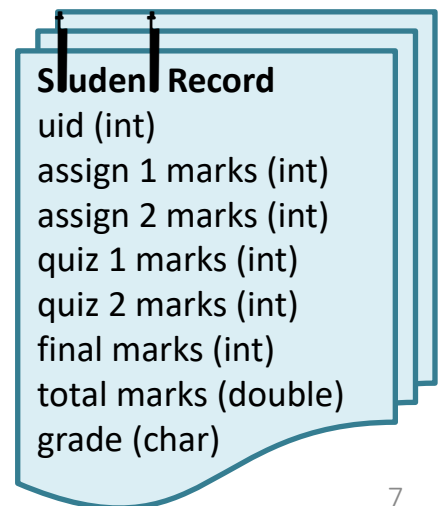 Student Record
uid (int)
assign 1 marks (int)
assign 2 marks (int)
quiz 1 marks (int)
quiz 2 marks (int)
final marks (int)
total marks (double)
grade (char)
7